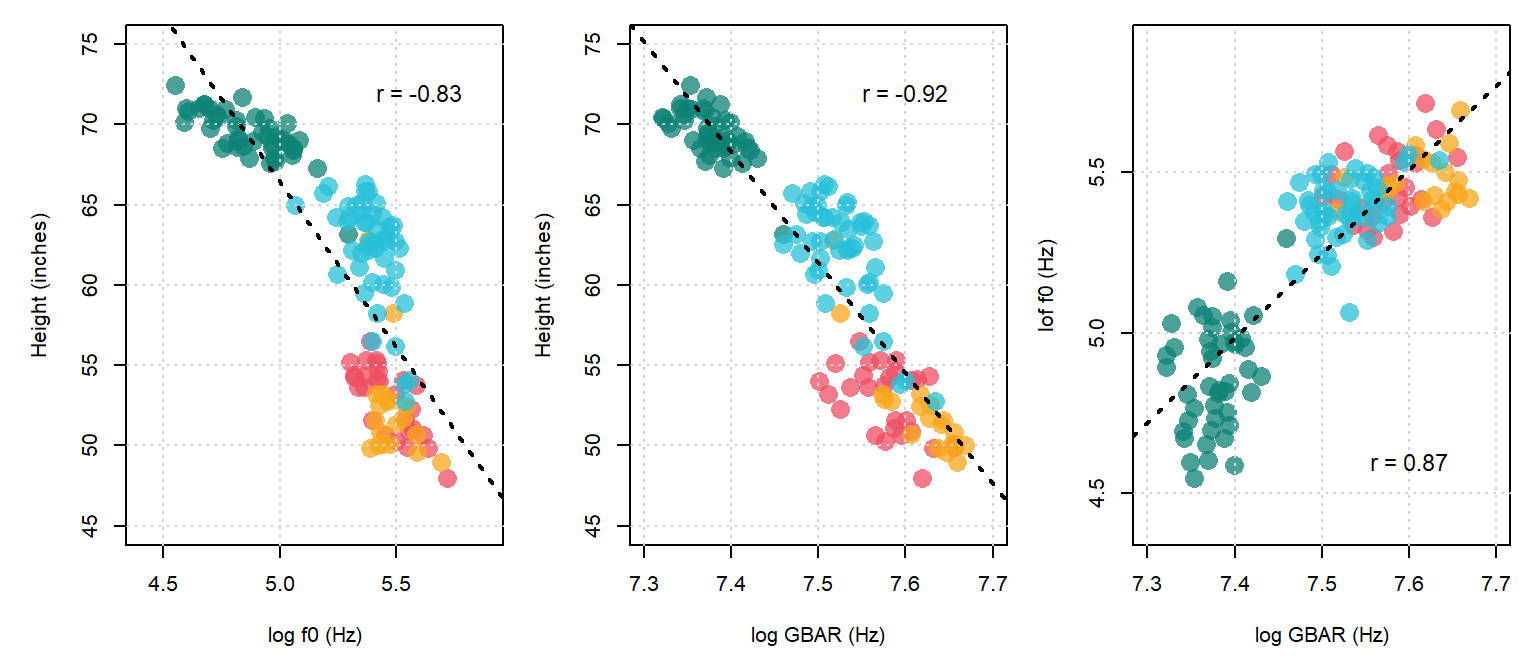 75
70
65
60
55
50
45
Height (inches)
r = -0.83
4.5 5.0 5.5
log f0 (Hz)
75
70
65
60
55
50
45
Height (inches)
r = -0.92
7.3 7.4 7.5 7.6 7.7
log GBAR (Hz)
5.5
5.0
4.5
lof f0 (Hz)
r = 0.87
7.3 7.4 7.5 7.6 7.7
log GBAR (Hz)